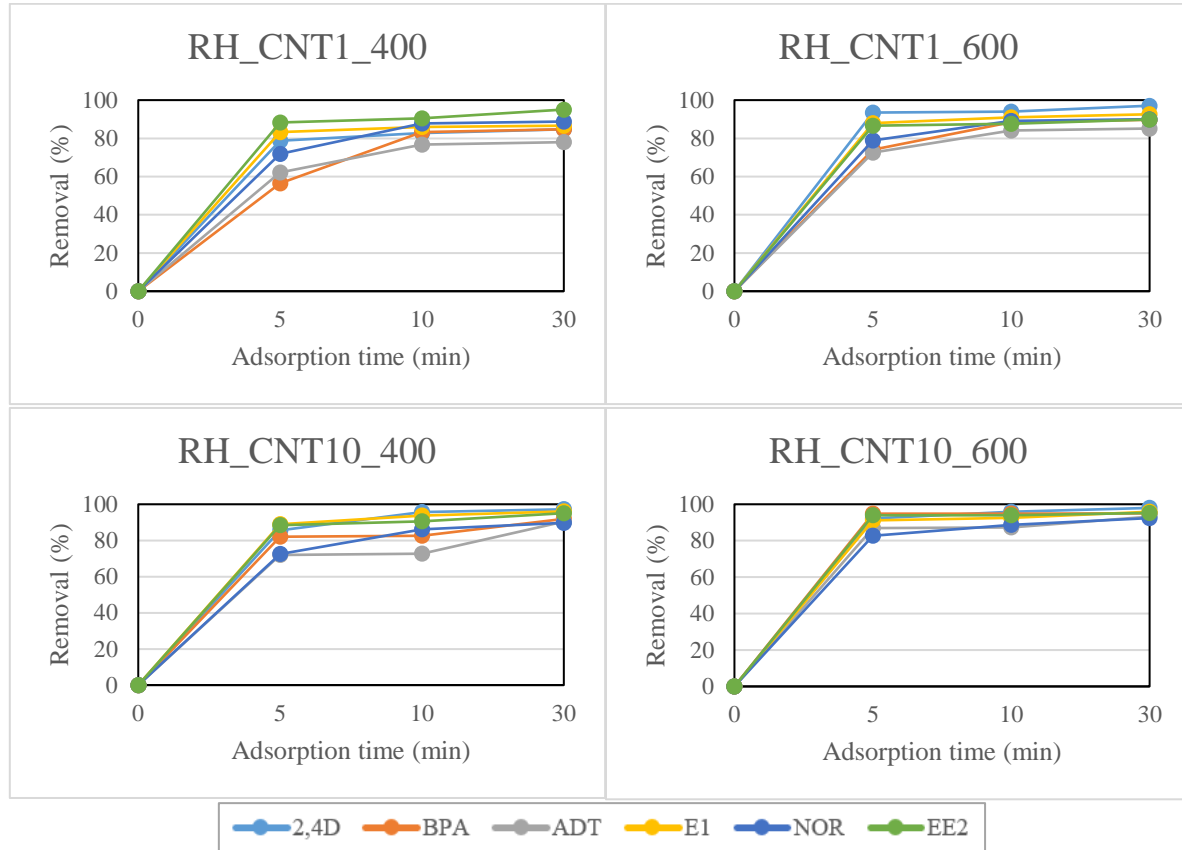 RH_CNT1_400
Removal (%)
100
80
60
40
20
0
0 5 10 30
Adsorption time (min)
RH_CNT1_600
Removal (%)
100
80
60
40
20
0
0 5 10 30
Adsorption time (min)
RH_CNT10_400
Removal (%)
100
80
60
40
20
0
0 5 10 30
Adsorption time (min)
RH_CNT10_600
Removal (%)
100
80
60
40
20
0
0 5 10 30
Adsorption time (min)
2,4D BPA ADT E1 NOR EE2